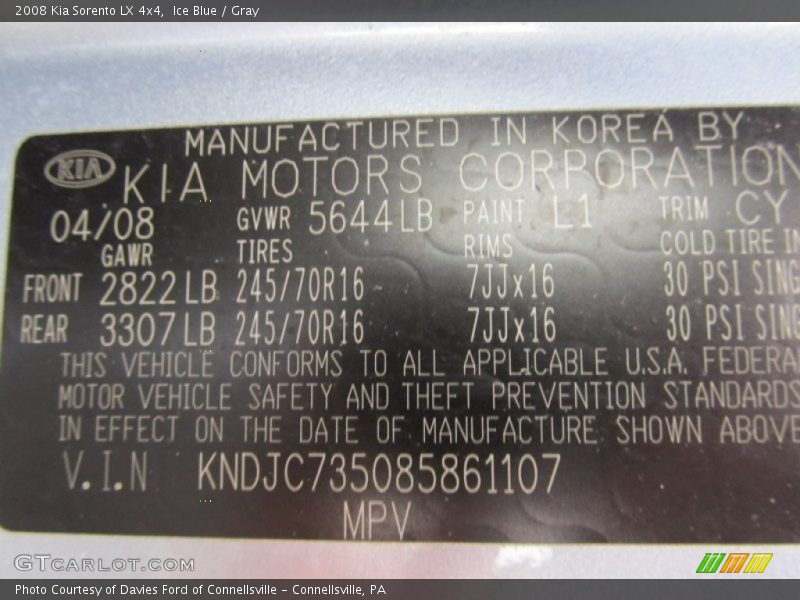 2008 Kia Sorento LX 4x4,  Ice Blue / Gray
MANUFACTURED IN KOREA BY
KIA KIA MOTORS CORPORATION
04/08 GVWR 5644LB PAINT L1 TRIM CY
GAWR TIRES RIMS COLD TIRE IN
FRONT 2822LB 245/70R16 7JJx16 30 PSI SING
REAR 3307LB 245/70R16 7JJx16 30 PSI SING
THIS VEHICLE CONFORMS TO ALL APPLICABLE U.S.A. FEDERAL
MOTOR VEHICLE SAFETY AND THEFT PREVENTION STANDARDS
IN EFFECT ON THE DATE OF MANUFACTURE SHOWN ABOVE
V.I.N KNDJC735085861107
MPV
GTCARLOT.COM
Photo Courtesy of Davies Ford of Connellsville - Connellsville, PA